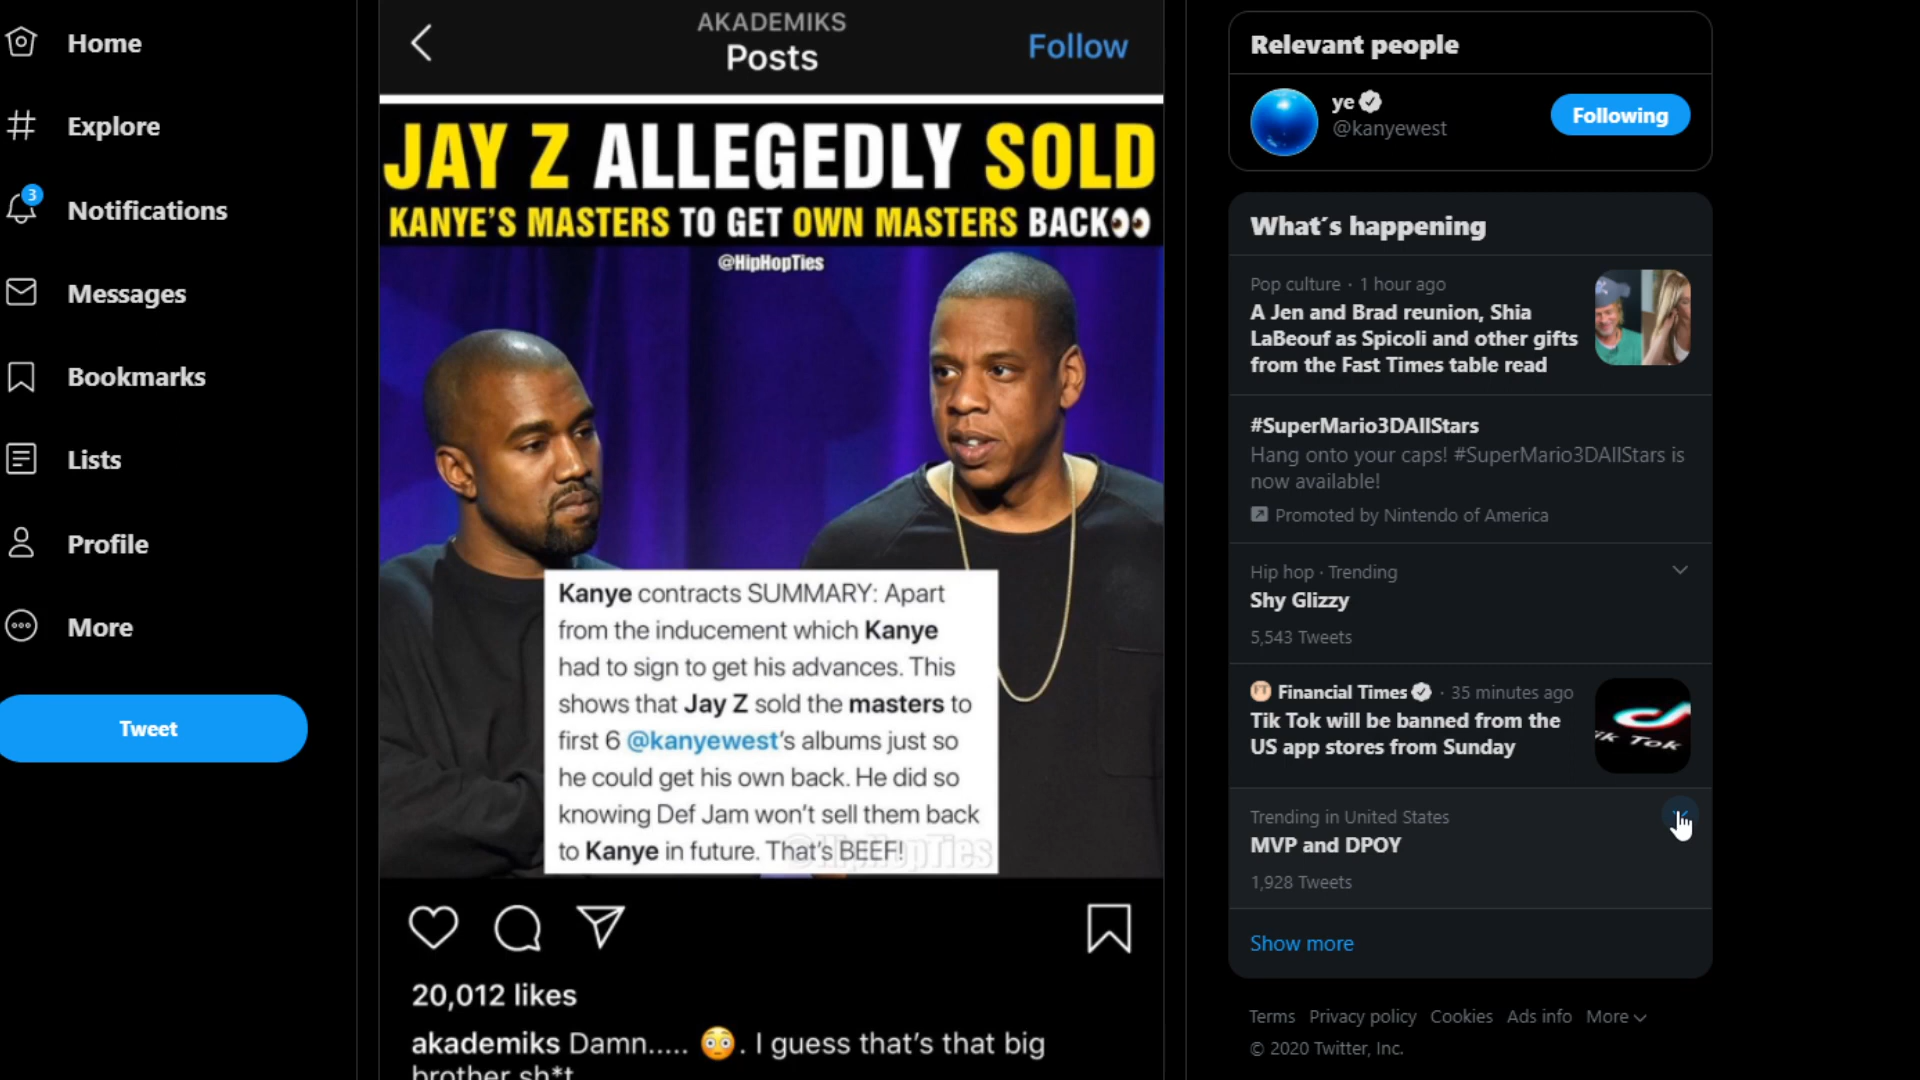 Home
Explore
3
Notifications
Messages
Bookmarks
Lists
Profile
More
Tweet
AKADEMIKS
Posts
Follow
JAY Z ALLEGEDLY SOLD
KANYE'S MASTERS TO GET OWN MASTERS BACK👀
@HipHopTies
Kanye contracts SUMMARY: Apart
from the inducement which Kanye
had to sign to get his advances. This
shows that Jay Z sold the masters to
first 6 @kanyewest's albums just so
he could get his own back. He did so
knowing Def Jam won't sell them back
to Kanye in future. That's BEEF!
@HipHopTies
20,012 likes
akademiks Damn..... 😳. I guess that's that big
brother sh*t
Relevant people
ye
@kanyewest
Following
What's happening
Pop culture · 1 hour ago
A Jen and Brad reunion, Shia
LaBeouf as Spicoli and other gifts
from the Fast Times table read
#SuperMario3DAllStars
Hang onto your caps! #SuperMario3DAllStars is
now available!
Promoted by Nintendo of America
Hip hop · Trending
Shy Glizzy
5,543 Tweets
FT
Financial Times · 35 minutes ago
Tik Tok will be banned from the
US app stores from Sunday
ik Tok
Trending in United States
MVP and DPOY
1,928 Tweets
Show more
Terms Privacy policy Cookies Ads info More
© 2020 Twitter, Inc.